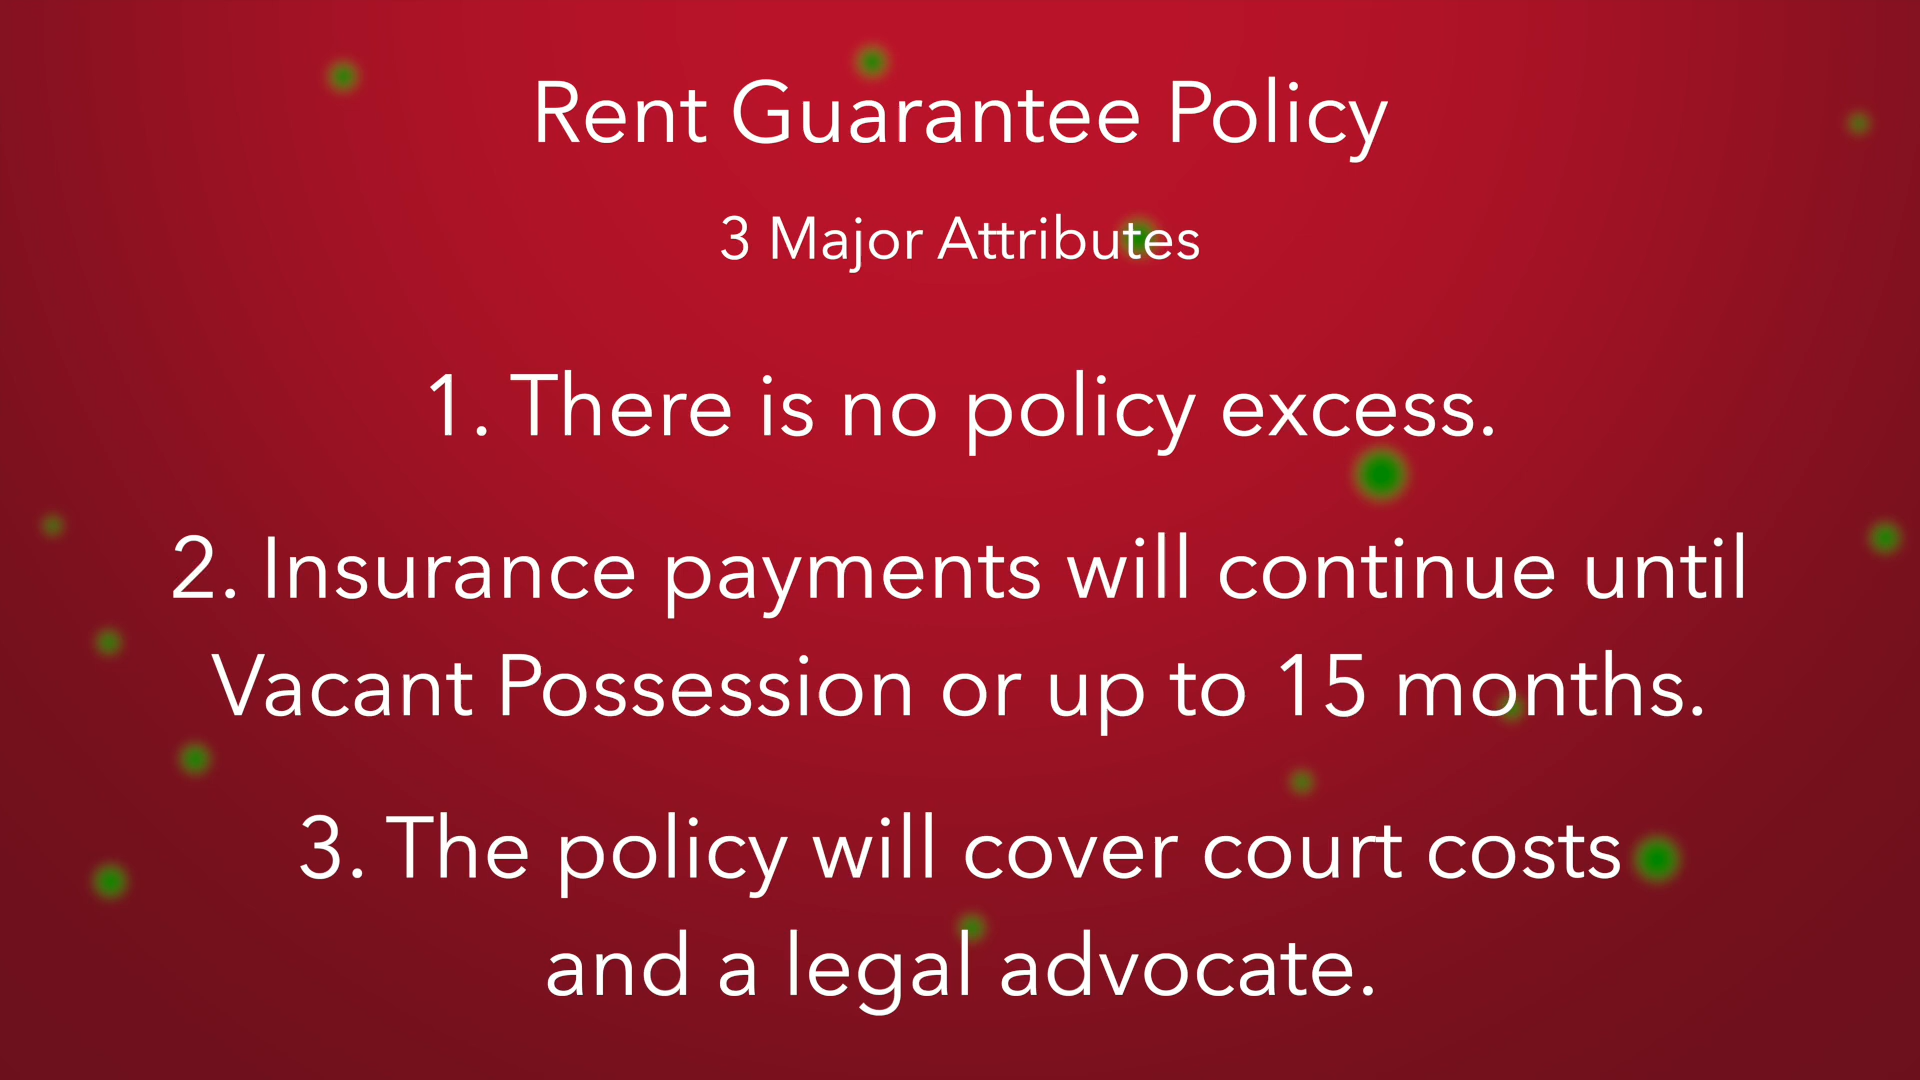 Rent Guarantee Policy
3 Major Attributes
1. There is no policy excess.
2. Insurance payments will continue until
Vacant Possession or up to 15 months.
3. The policy will cover court costs
and a legal advocate.